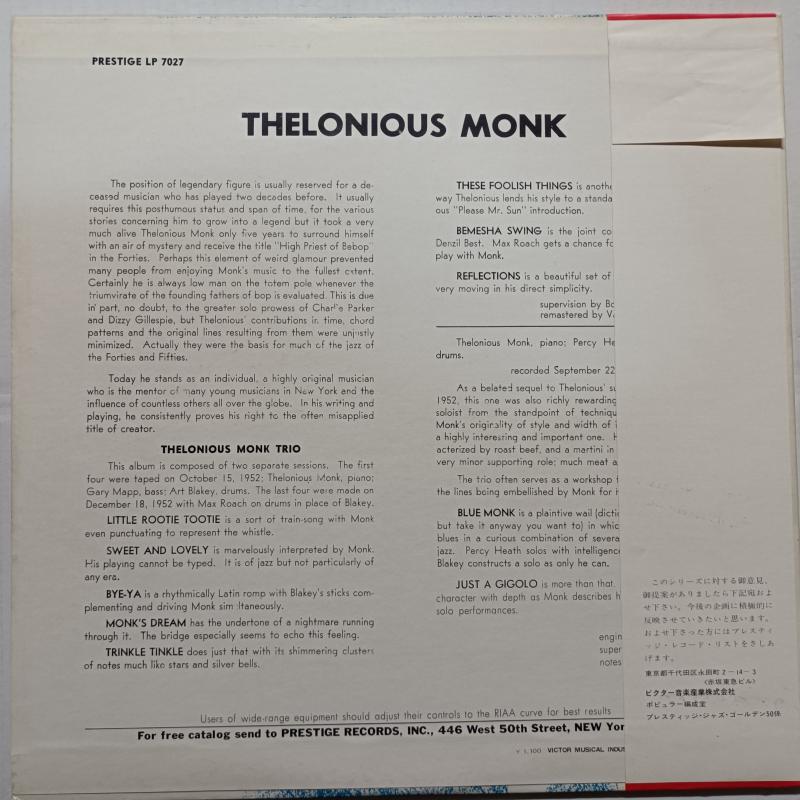 PRESTIGE LP 7027
THELONIOUS MONK
The position of legendary figure is usually reserved for a de-
ceased musician who has played two decades before. It usually
requires this posthumous status and span of time, for the various
stories concerning him to grow into a legend but it took a very
much alive Thelonious Monk only five years to surround himself
with an air of mystery and receive the title "High Priest of Bebop"
in the Forties. Perhaps this element of weird glamour prevented
many people from enjoying Monk's music to the fullest extent.
Certainly he is always low man on the totem pole whenever the
triumvirate of the founding fathers of bop is evaluated. This is due
in part, no doubt, to the greater solo prowess of Charlie Parker
and Dizzy Gillespie, but Thelonious' contributions in time, chord
patterns and the original lines resulting from them were unjustly
minimized. Actually they were the basis for much of the jazz of
the Forties and Fifties.
Today he stands as an individual, a highly original musician
who is the mentor of many young musicians in New York and the
influence of countless others all over the globe. In his writing and
playing, he consistently proves his right to the often misapplied
title of creator.
THELONIOUS MONK TRIO
This album is composed of two separate sessions. The first
four were taped on October 15, 1952; Thelonious Monk, piano;
Gary Mapp, bass; Art Blakey, drums. The last four were made on
December 18, 1952 with Max Roach on drums in place of Blakey.
LITTLE ROOTIE TOOTIE is a sort of train-song with Monk
even punctuating to represent the whistle.
SWEET AND LOVELY is marvelously interpreted by Monk.
His playing cannot be typed. It is of jazz but not particularly of
any era.
BYE-YA is a rhythmically Latin romp with Blakey's sticks com-
plementing and driving Monk simultaneously.
MONK'S DREAM has the undertone of a nightmare running
through it. The bridge especially seems to echo this feeling.
TRINKLE TINKLE does just that with its shimmering clusters
of notes much like stars and silver bells.
THESE FOOLISH THINGS is anothe
way Thelonious lends his style to a standa
ous "Please Mr. Sun" introduction.
BEMESHA SWING is the joint co
Denzil Best. Max Roach gets a chance fo
play with Monk.
REFLECTIONS is a beautiful set of
very moving in his direct simplicity.
supervision by Bo
remastered by Va
Thelonious Monk, piano; Percy He
drums.
recorded September 22
As a belated sequel to Thelonious' su
1952, this one was also richly rewarding
soloist from the standpoint of techniqu
Monk's originality of style and width of i
a highly interesting and important one. H
acterized by roast beef, and a martini in
very minor supporting role; much meat a
The trio often serves as a workshop f
the lines being embellished by Monk for h
BLUE MONK is a plaintive wail (dictio
but take it anyway you want to) in whic
blues in a curious combination of severa
jazz. Percy Heath solos with intelligence
Blakey constructs a solo as only he can.
JUST A GIGOLO is more than that.
character with depth as Monk describes h
solo performances.
engin
super
notes
Users of wide-range equipment should adjust their controls to the RIAA curve for best results
For free catalog send to PRESTIGE RECORDS, INC., 446 West 50th Street, NEW Yor
¥ 1,100 VICTOR MUSICAL INDUS
このシリーズに対する御意見、
御提案がありましたら下記宛およ
せ下さい。今後の企画に積極的に
反映させていきたいと思います。
およせ下さった方にはプレスティ
ッジ・レコード・リストをさしあ
げます。
東京都千代田区永田町2-14-3
(赤坂東急ビル)
ビクター音楽産業株式会社
ポピュラー編成室
プレスティッジ・ジャズ・ゴールデン50係